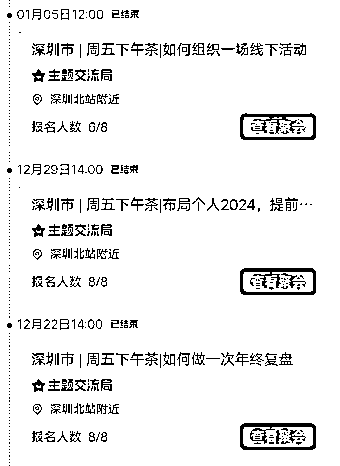 01月05日12:00 已结束
深圳市 | 周五下午茶|如何组织一场线下活动
主题交流局
深圳北站附近
报名人数 6/8
查看聚会
12月29日14:00 已结束
深圳市 | 周五下午茶|布局个人2024，提前…
主题交流局
深圳北站附近
报名人数 8/8
查看聚会
12月22日14:00 已结束
深圳市 | 周五下午茶|如何做一次年终复盘
主题交流局
深圳北站附近
报名人数 8/8
查看聚会